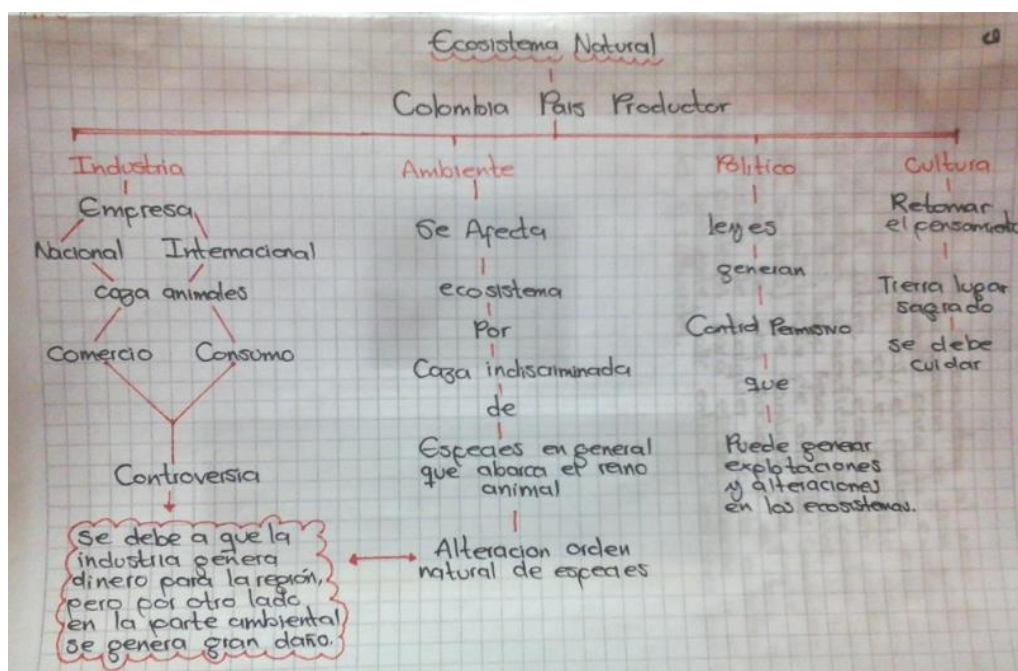 Ecosistema Natural
Colombia Pais Productor
Industria
Empresa
Nacional Internacional
caza animales
Comercio Consumo
Controversia
se debe a que la
industria genera
dinero para la región,
pero por otro lado
en la parte ambiental
se genera gran daño.
Ambiente
Se Afecta
ecosistema
Por
Caza indiscriminada
de
Especies en general
que abarca el reino
animal
Alteracion orden
natural de especies
Politico
leyes
generan
Control Permisivo
que
Puede generar
explotaciones
y alteraciones
en los ecosistemas.
Cultura
Retomar
el pensamiento
Tierra lugar
sagrado
se debe
cuidar